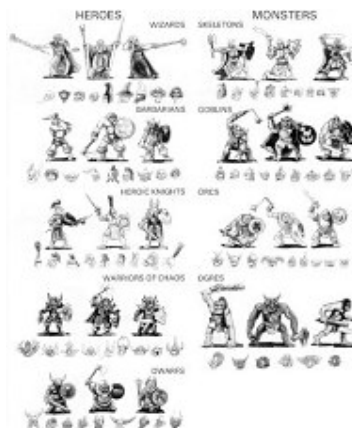 HEROES
WIZARDS
BARBARIANS
HEROIC KNIGHTS
WARRIORS OF CHAOS
DWARFS
MONSTERS
SKELETONS
GOBLINS
ORCS
OGRES